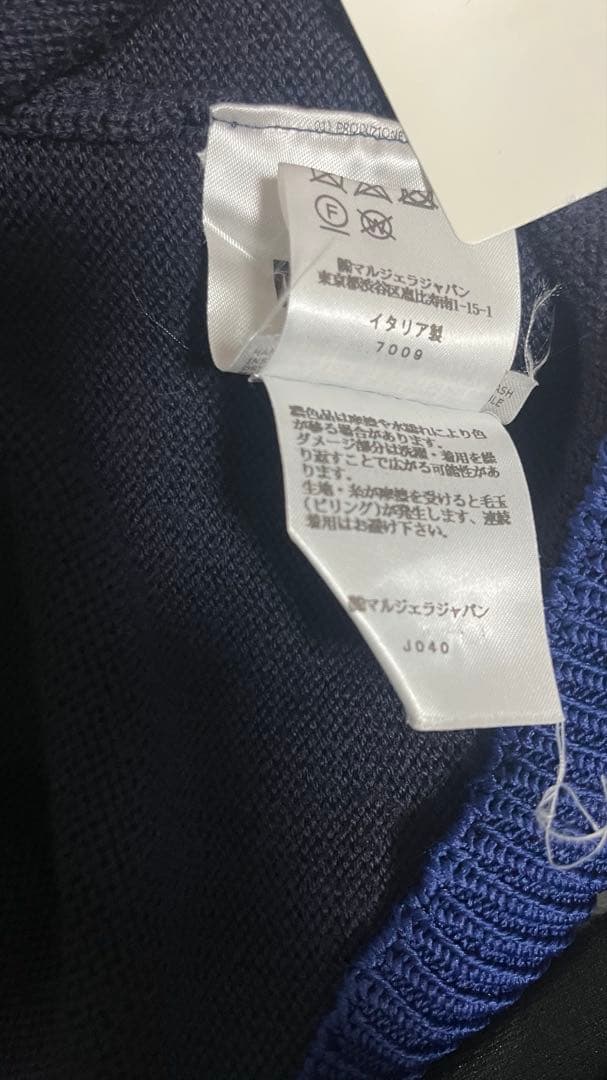 PRODUZIONE
F
W
㈱マルジェラジャパン
東京都渋谷区恵比寿南1-15-1
イタリア製
7009
ASH
LE
濃色品は摩擦や水濡れにより色
が移る場合があります。
ダメージ部分は洗濯・着用を繰
り返すことで広がる可能性があ
ります。
生地・糸が摩擦を受けると毛玉
(ピリング)が発生します、連続
着用はお避け下さい。
㈱マルジェラジャパン
J040